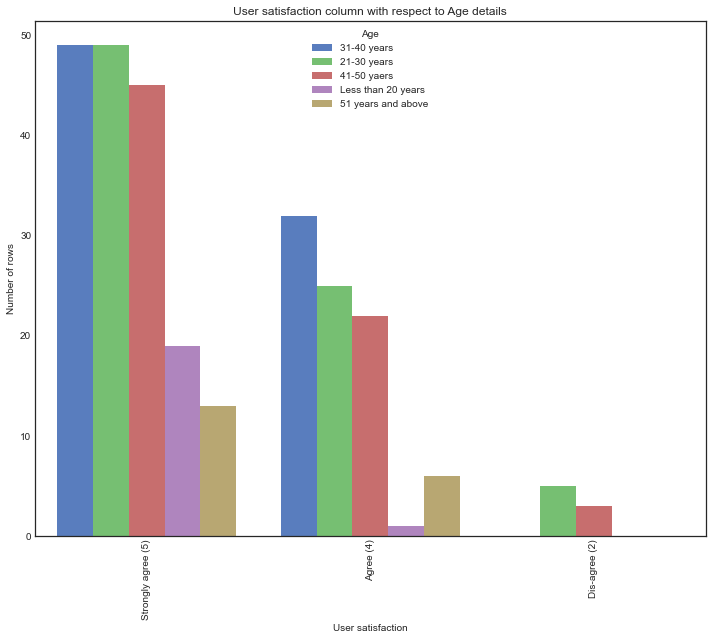 User satisfaction column with respect to Age details
Age
31-40 years
21-30 years
41-50 yaers
Less than 20 years
51 years and above
Number of rows
50
40
30
20
10
0
Strongly agree (5)
Agree (4)
Dis-agree (2)
User satisfaction